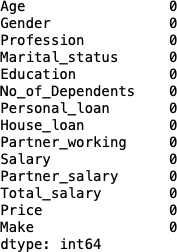 Age 0
Gender 0
Profession 0
Marital_status 0
Education 0
No_of_Dependents 0
Personal_loan 0
House_loan 0
Partner_working 0
Salary 0
Partner_salary 0
Total_salary 0
Price 0
Make 0
dtype: int64